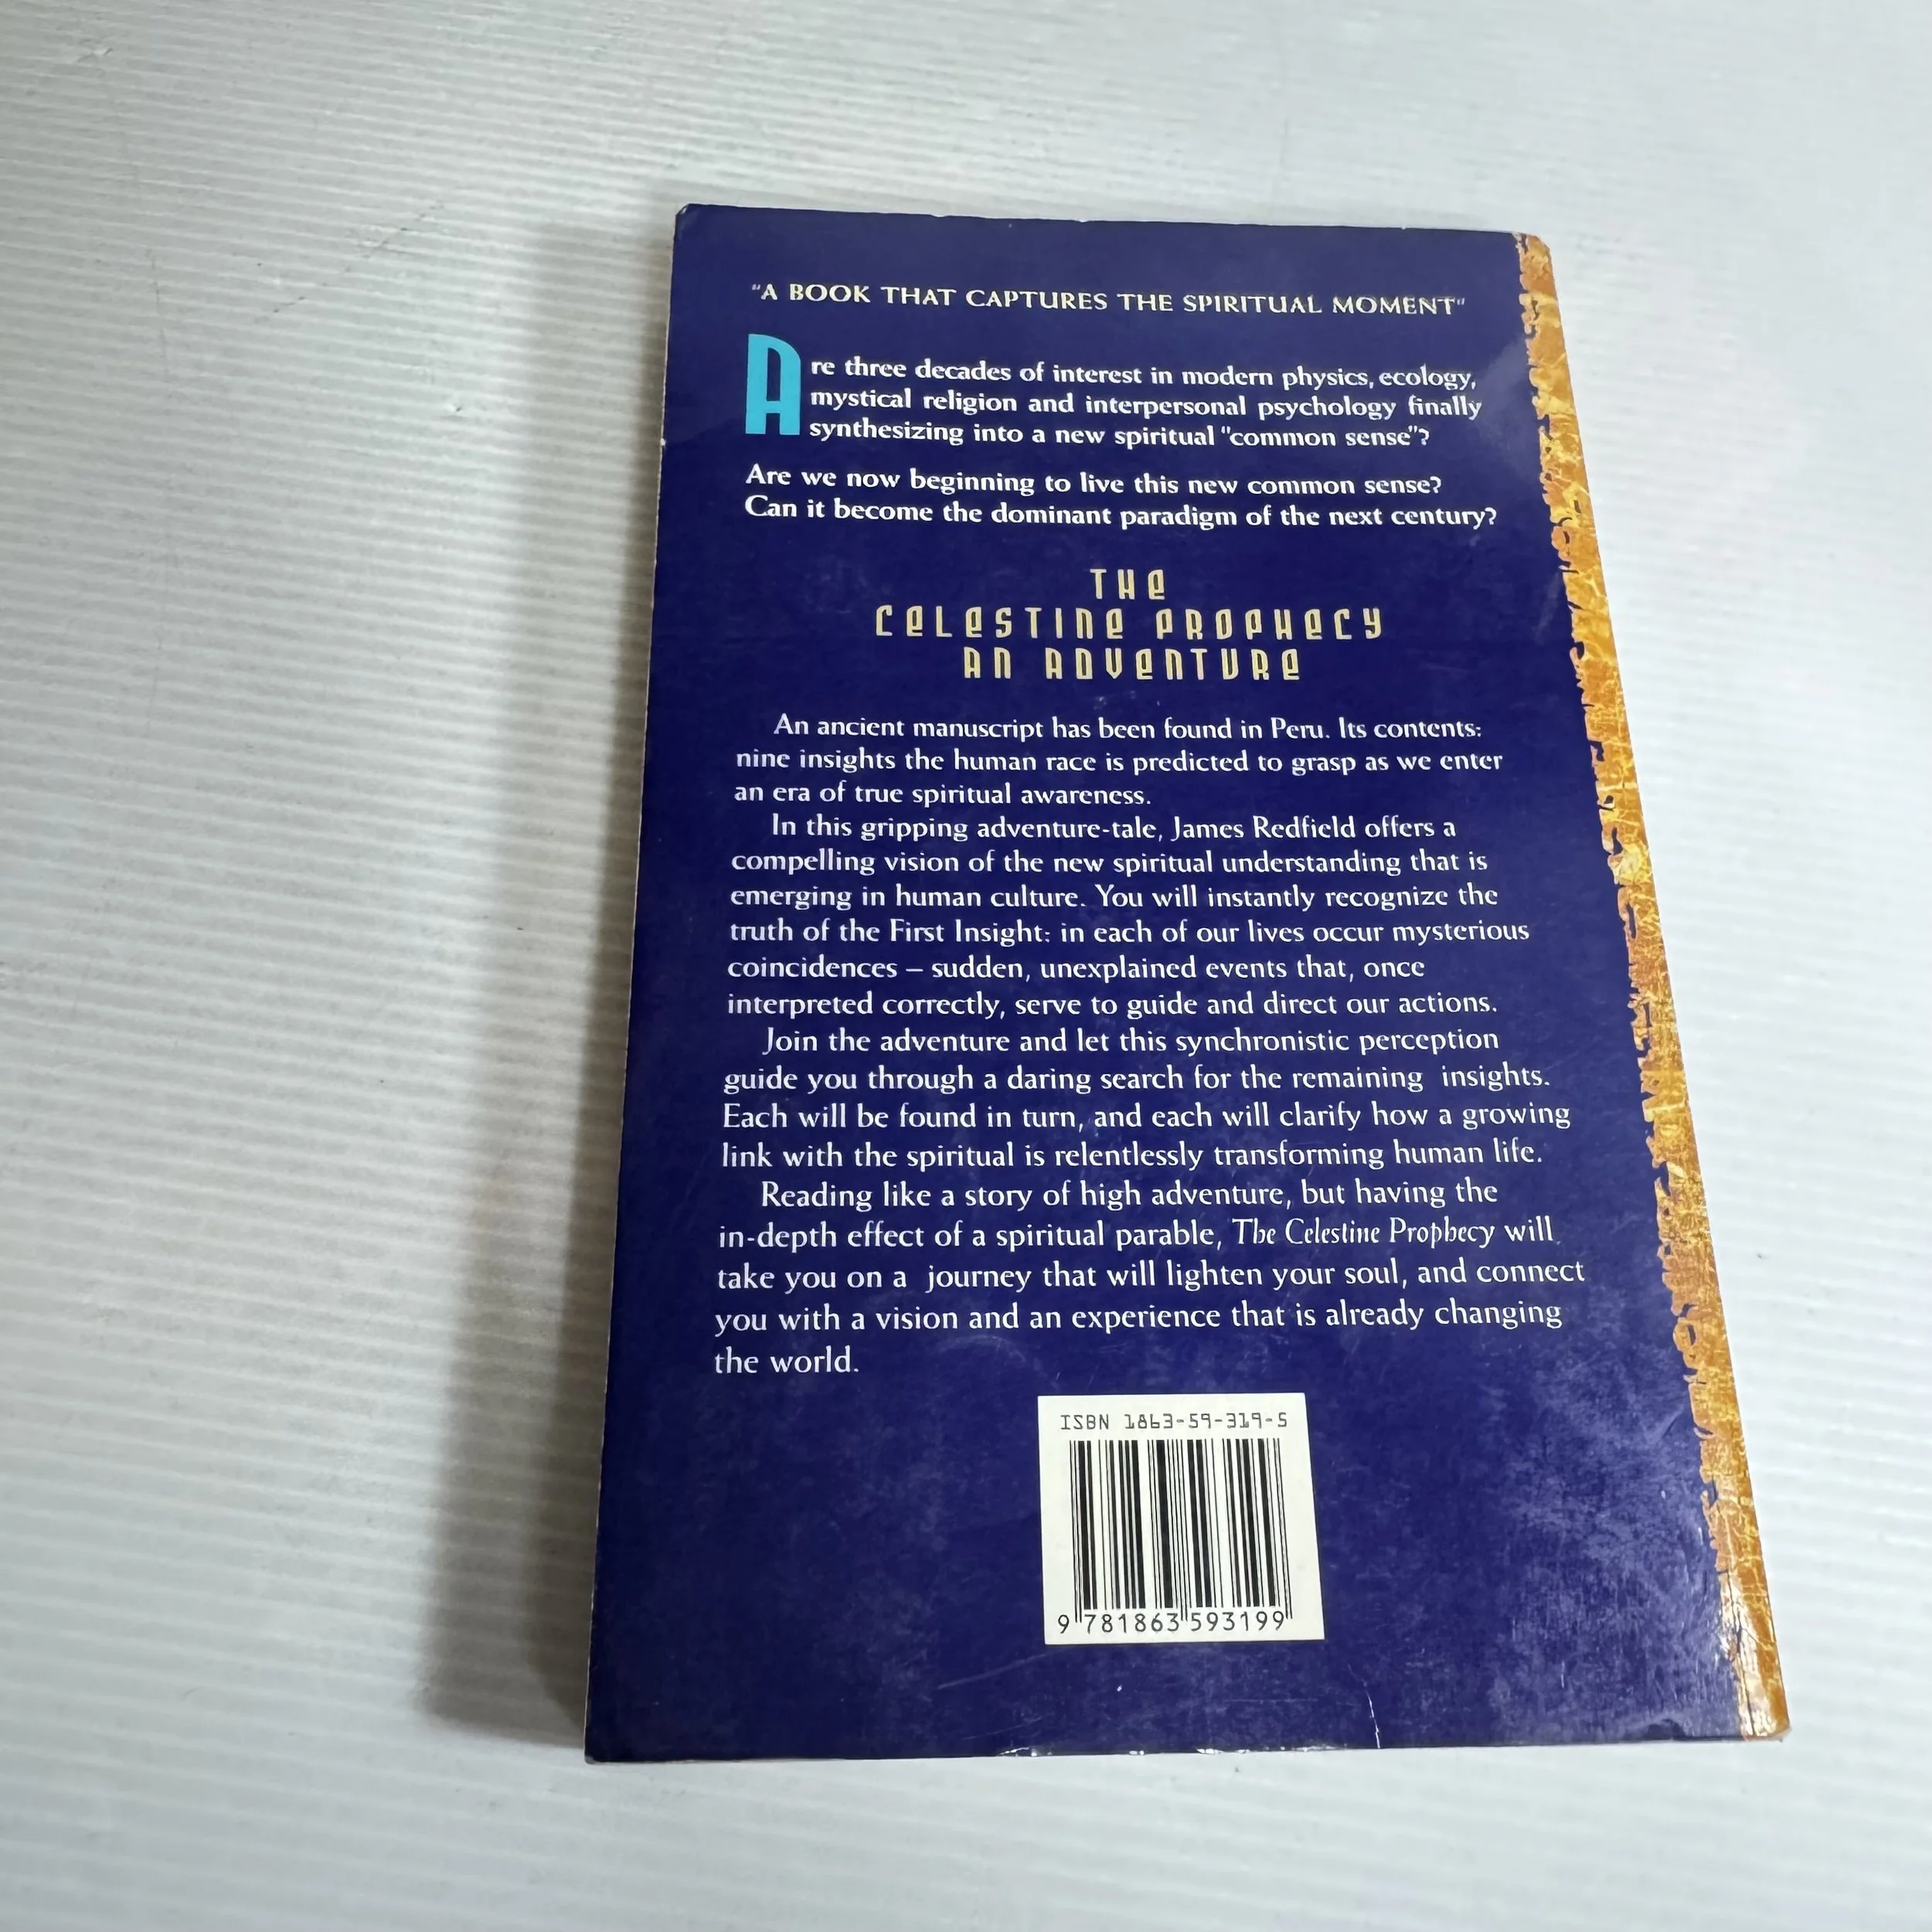 "A BOOK THAT CAPTURES THE SPIRITUAL MOMENT"
Are three decades of interest in modern physics, ecology,
mystical religion and interpersonal psychology finally
synthesizing into a new spiritual "common sense"?
Are we now beginning to live this new common sense?
Can it become the dominant paradigm of the next century?
THE
CELESTINE PROPHECY
AN ADVENTURE
An ancient manuscript has been found in Peru. Its contents:
nine insights the human race is predicted to grasp as we enter
an era of true spiritual awareness.
In this gripping adventure-tale, James Redfield offers a
compelling vision of the new spiritual understanding that is
emerging in human culture. You will instantly recognize the
truth of the First Insight: in each of our lives occur mysterious
coincidences – sudden, unexplained events that, once
interpreted correctly, serve to guide and direct our actions.
Join the adventure and let this synchronistic perception
guide you through a daring search for the remaining insights.
Each will be found in turn, and each will clarify how a growing
link with the spiritual is relentlessly transforming human life.
Reading like a story of high adventure, but having the
in-depth effect of a spiritual parable, The Celestine Prophecy will
take you on a journey that will lighten your soul, and connect
you with a vision and an experience that is already changing
the world.
ISBN 1863-59-319-5
9 781863 593199